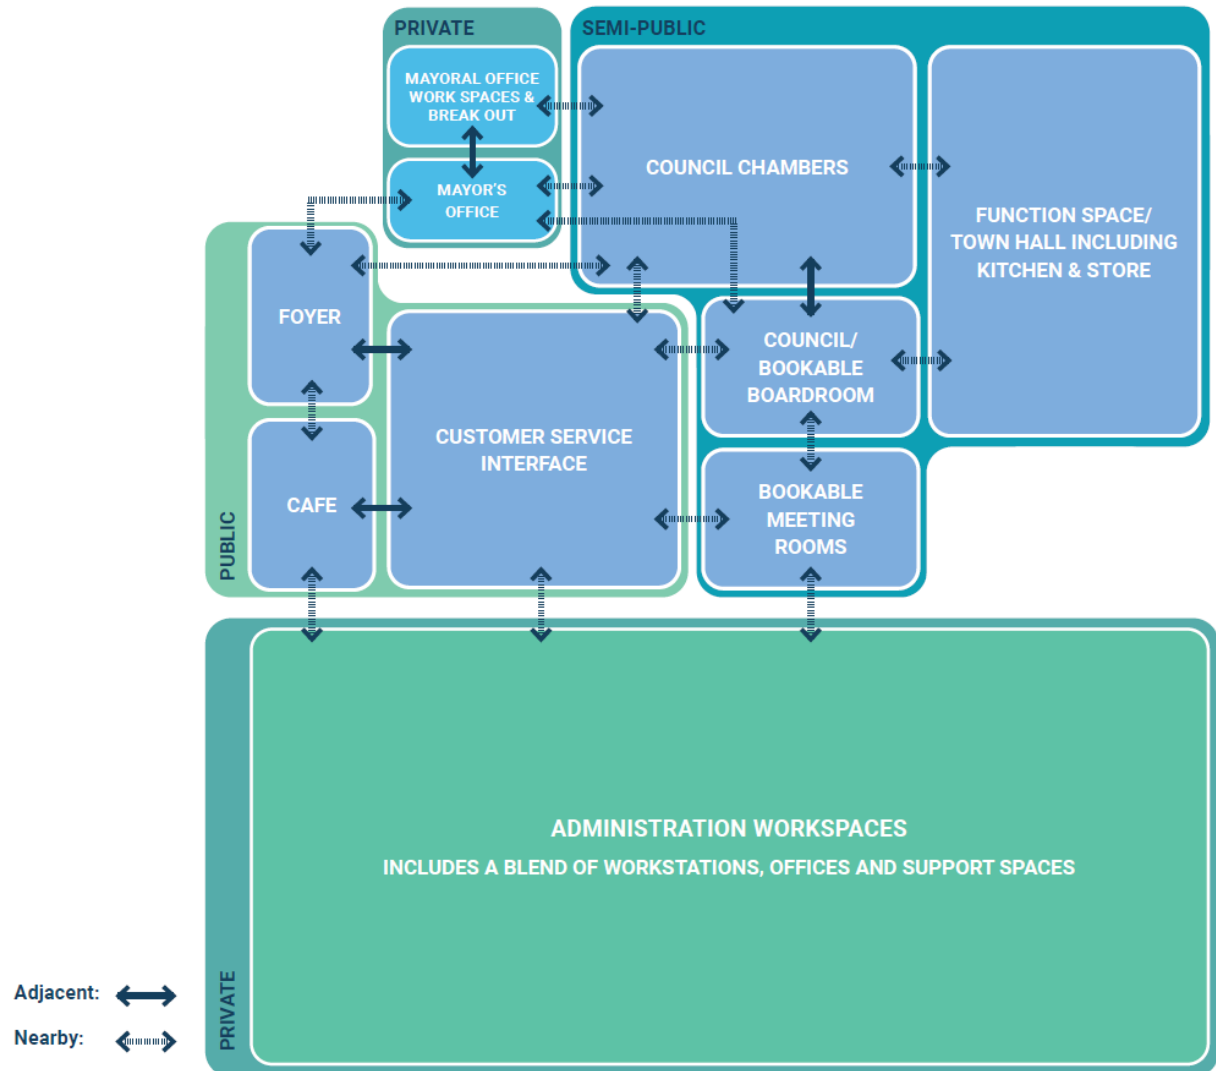 PRIVATE
MAYORAL OFFICE
WORK SPACES &
BREAK OUT
MAYOR'S
OFFICE
SEMI-PUBLIC
COUNCIL CHAMBERS
FUNCTION SPACE/
TOWN HALL INCLUDING
KITCHEN & STORE
COUNCIL/
BOOKABLE
BOARDROOM
BOOKABLE
MEETING
ROOMS
PUBLIC
FOYER
CAFE
CUSTOMER SERVICE
INTERFACE
PRIVATE
ADMINISTRATION WORKSPACES
INCLUDES A BLEND OF WORKSTATIONS, OFFICES AND SUPPORT SPACES
Adjacent:
Nearby: